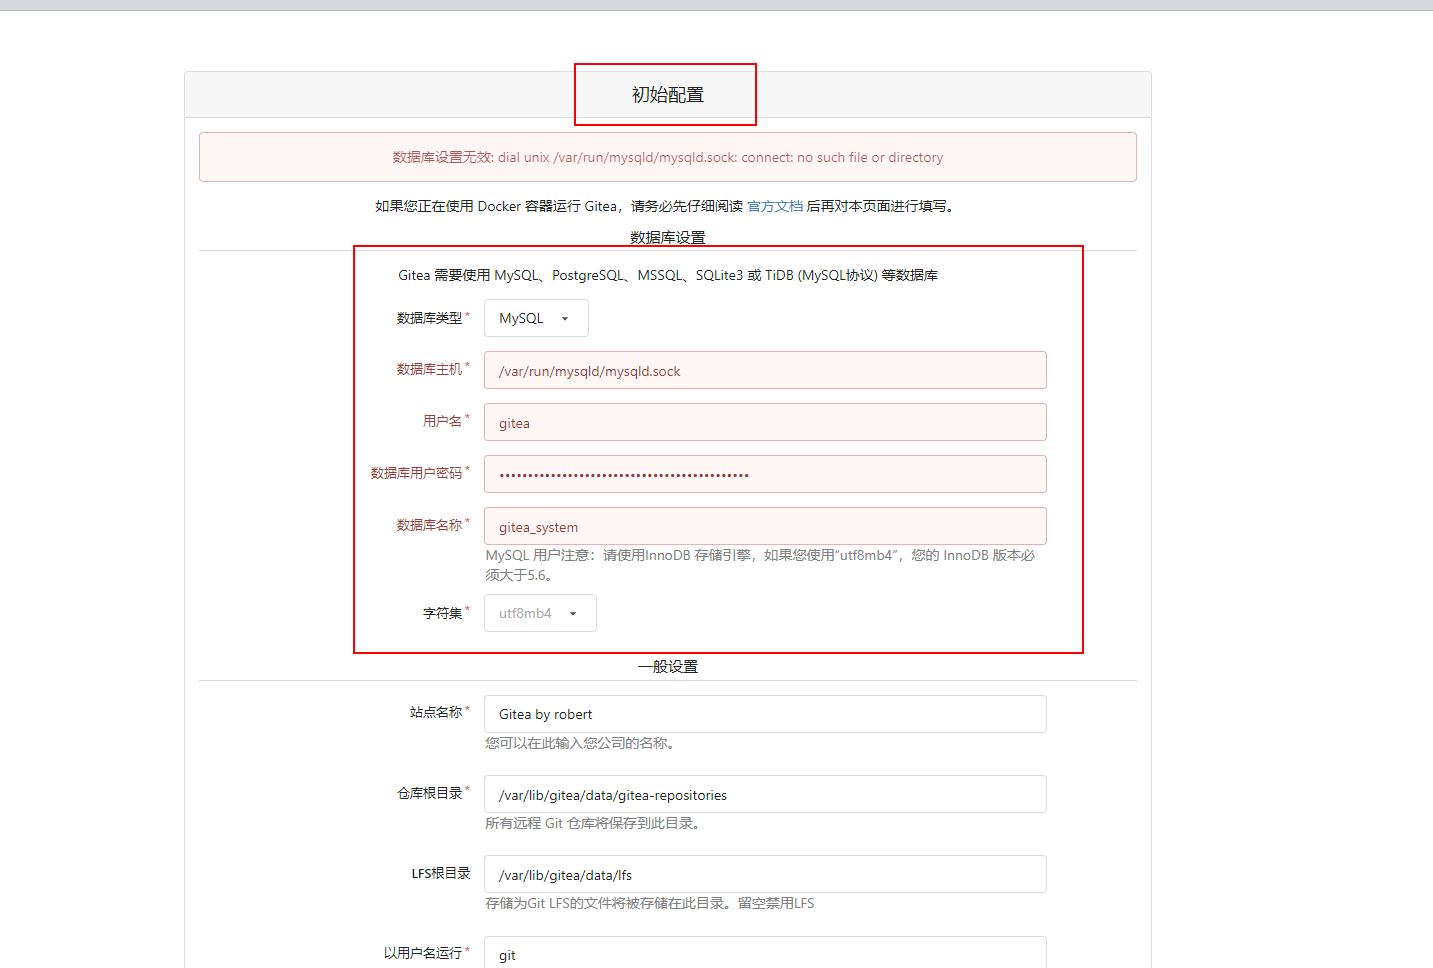 初始配置
数据库设置无效: dial unix /var/run/mysqld/mysqld.sock: connect: no such file or directory
如果您正在使用 Docker 容器运行 Gitea，请务必先仔细阅读 官方文档 后再对本页面进行填写。
数据库设置
Gitea 需要使用 MySQL、PostgreSQL、MSSQL、SQLite3 或 TiDB (MySQL协议) 等数据库
数据库类型* MySQL
数据库主机* /var/run/mysqld/mysqld.sock
用户名* gitea
数据库用户密码*
数据库名称* gitea_system
MySQL 用户注意：请使用InnoDB 存储引擎，如果您使用“utf8mb4”，您的 InnoDB 版本必
须大于5.6。
字符集* utf8mb4
一般设置
站点名称* Gitea by robert
您可以在此输入您公司的名称。
仓库根目录* /var/lib/gitea/data/gitea-repositories
所有远程 Git 仓库将保存到此目录。
LFS根目录 /var/lib/gitea/data/lfs
存储为Git LFS的文件将被存储在此目录。留空禁用LFS
以用户名运行* git